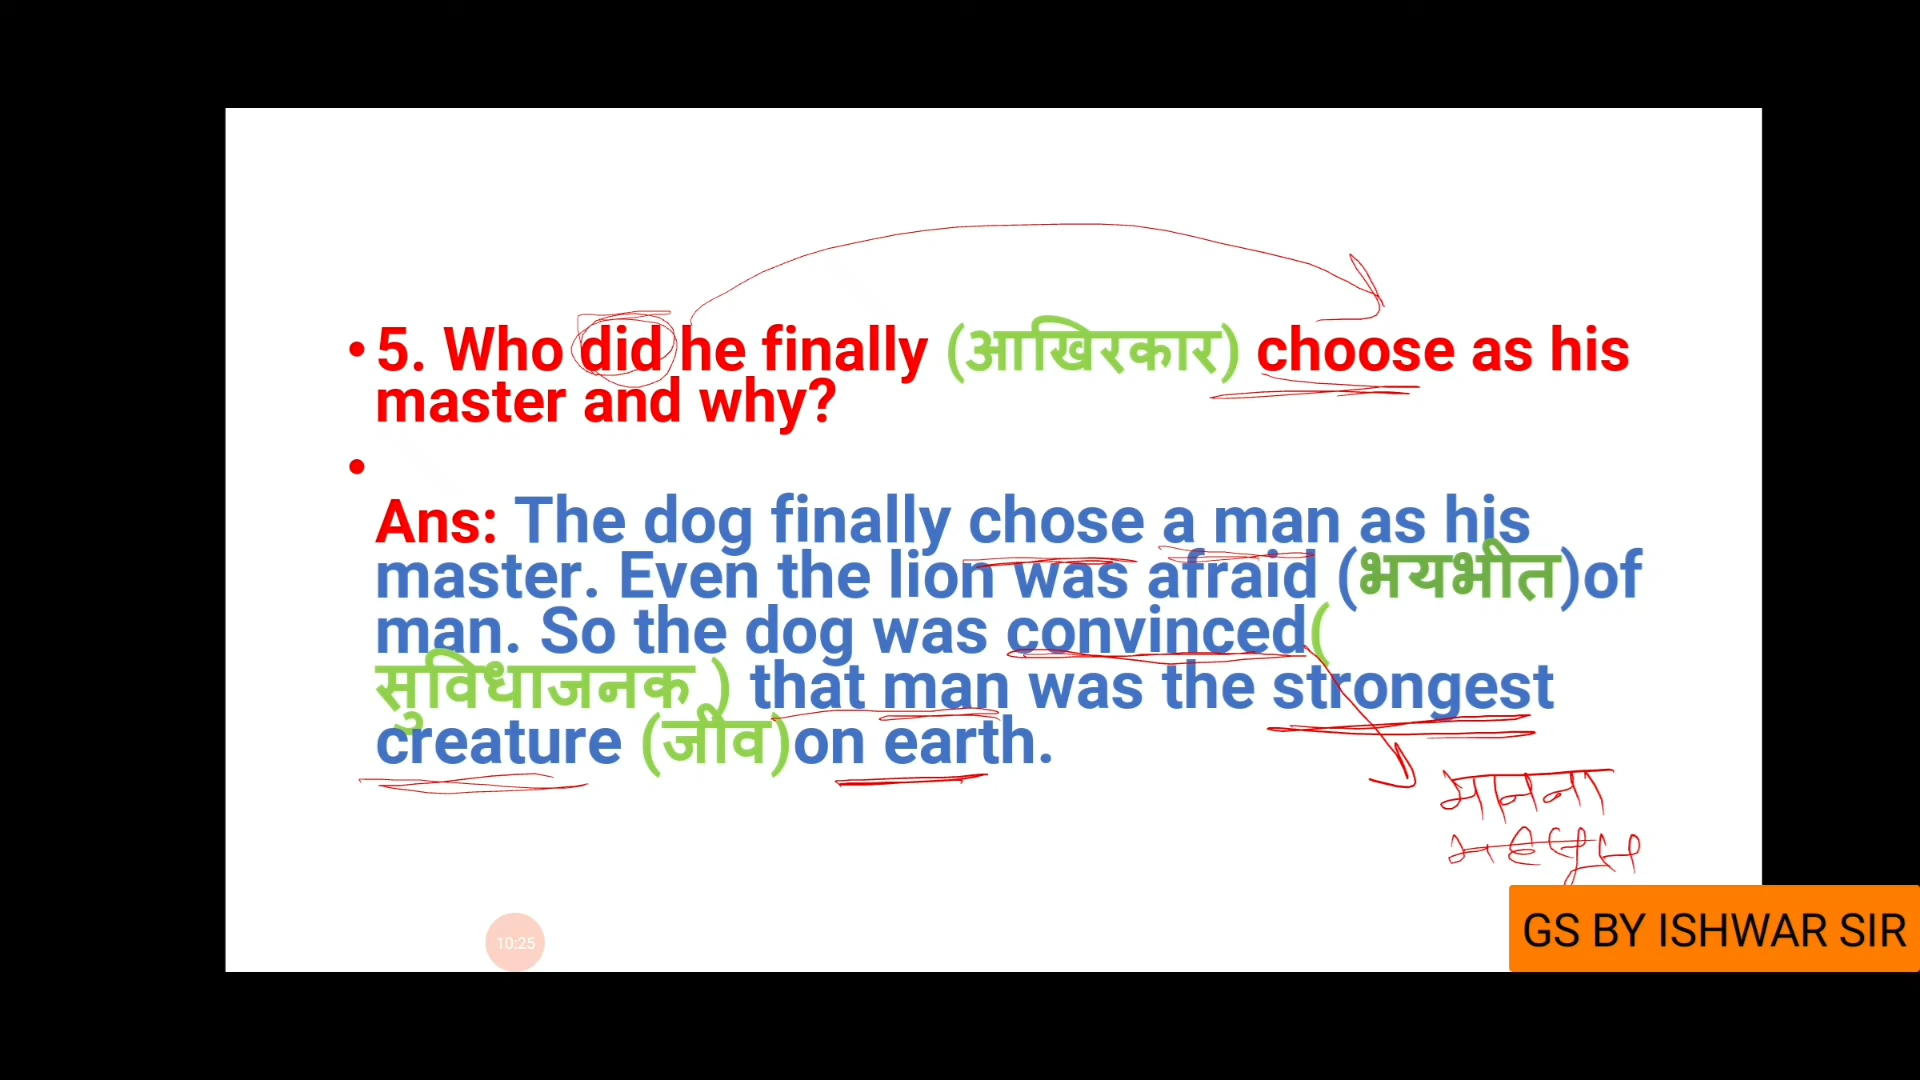 • 5. Who did he finally (आखिरकार) choose as his
master and why?
•
Ans: The dog finally chose a man as his
master. Even the lion was afraid (भयभीत)of
man. So the dog was convinced(
सुविधाजनक ) that man was the strongest
creature (जीव)on earth.
मानना
GS BY ISHWAR SIR
10:25